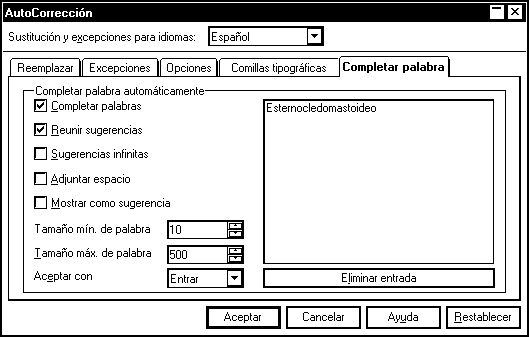 AutoCorrección
Sustitución y excepciones para idiomas: Español
Reemplazar Excepciones Opciones Comillas tipográficas Completar palabra
Completar palabra automáticamente
Completar palabras
Reunir sugerencias
Sugerencias infinitas
Adjuntar espacio
Mostrar como sugerencia
Tamaño mín. de palabra 10
Tamaño máx. de palabra 500
Aceptar con Entrar
Esternocledomastoideo
Eliminar entrada
Aceptar Cancelar Ayuda Restablecer